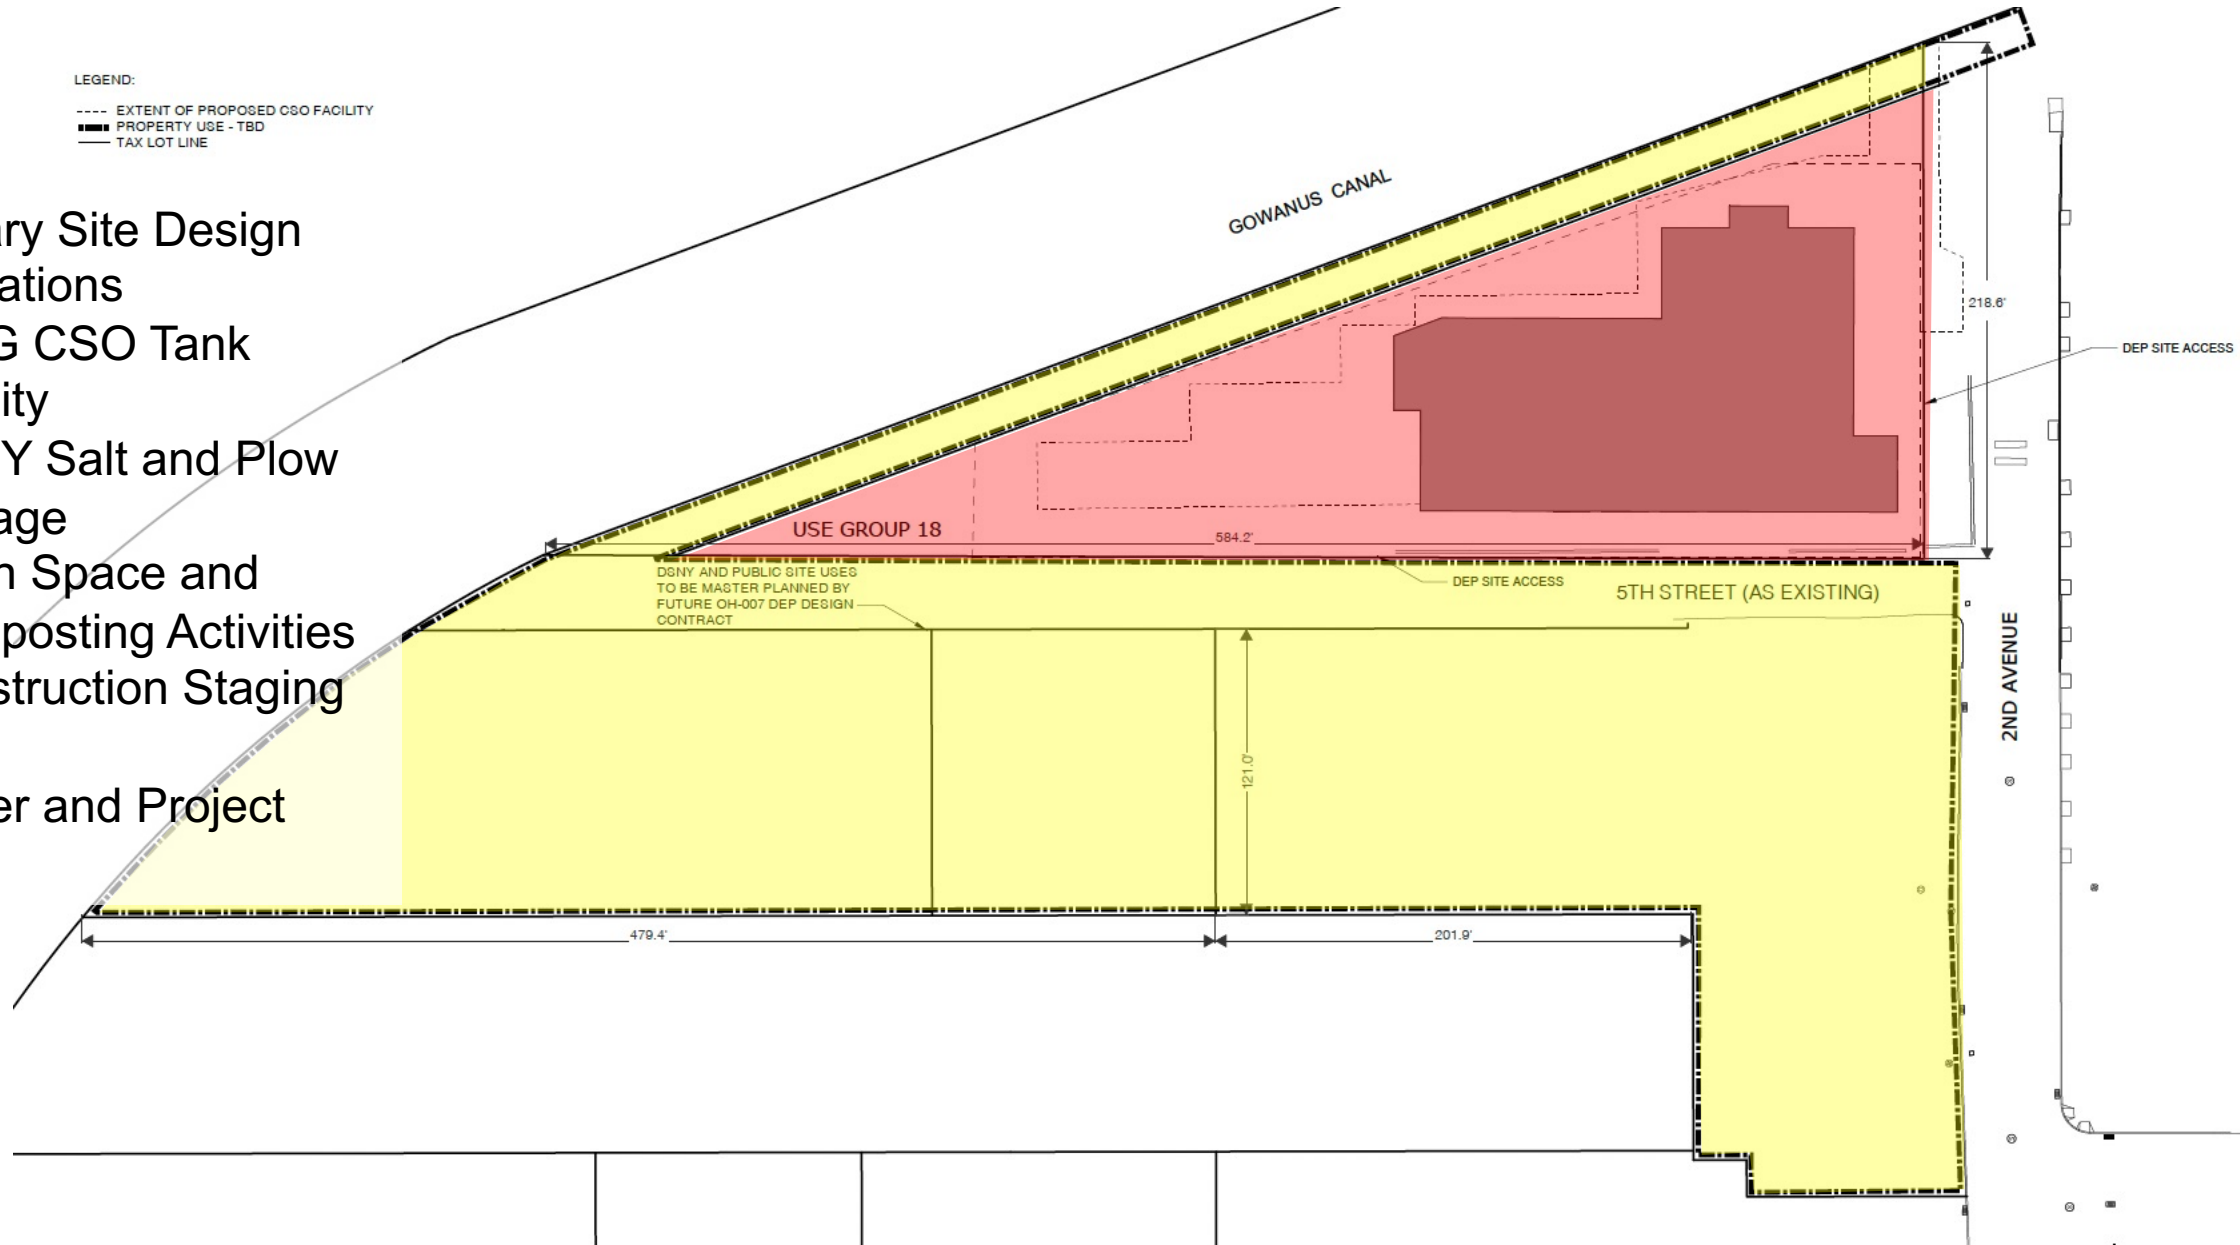 LEGEND:
EXTENT OF PROPOSED CSO FACILITY
PROPERTY USE - TBD
TAX LOT LINE
ary Site Design
ations
G CSO Tank
ity
Y Salt and Plow
age
n Space and
posting Activities
struction Staging
er and Project
GOWANUS CANAL
218.6'
DEP SITE ACCESS
USE GROUP 18
584.2'
DSNY AND PUBLIC SITE USES
TO BE MASTER PLANNED BY
FUTURE OH-007 DEP DESIGN
CONTRACT
DEP SITE ACCESS
5TH STREET (AS EXISTING)
2ND AVENUE
121.0'
479.4'
201.9'